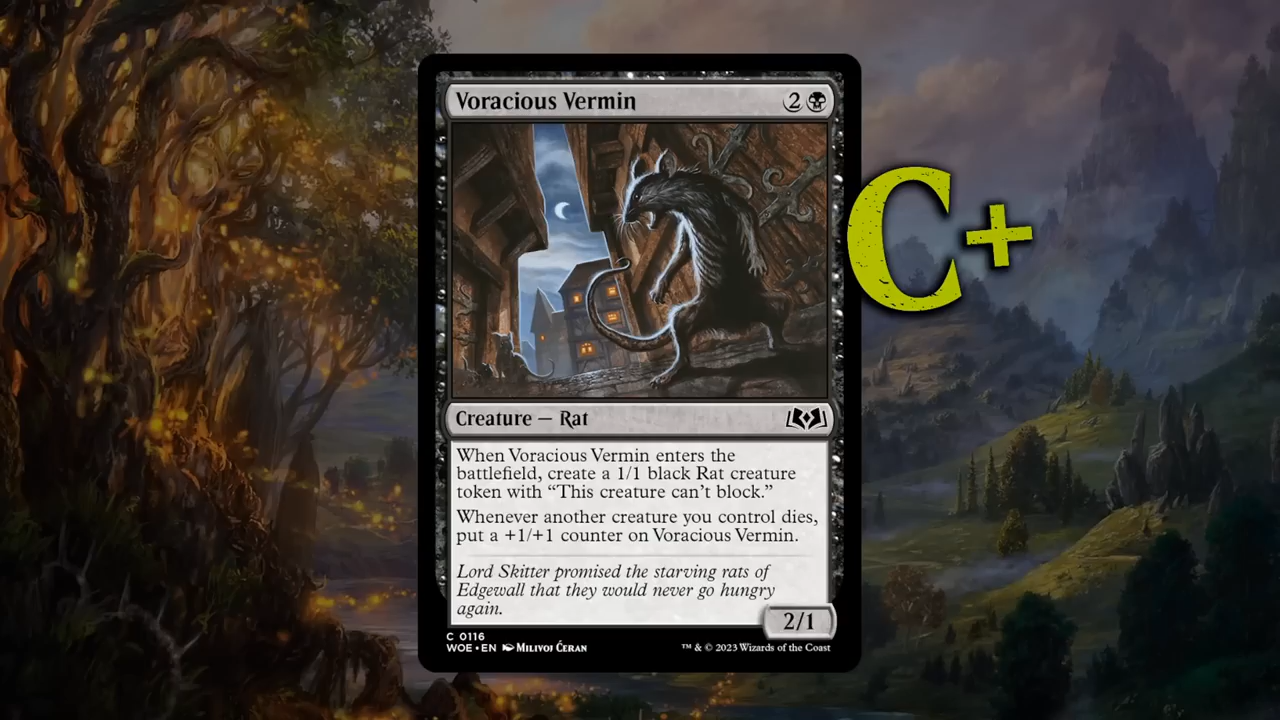 Voracious Vermin 2
C+
Creature — Rat
When Voracious Vermin enters the
battlefield, create a 1/1 black Rat creature
token with “This creature can’t block.”
Whenever another creature you control dies,
put a +1/+1 counter on Voracious Vermin.
Lord Skitter promised the starving rats of
Edgewall that they would never go hungry
again.
2/1
C 0116
WOE • EN Milivoj Ćeran
™ & © 2023 Wizards of the Coast